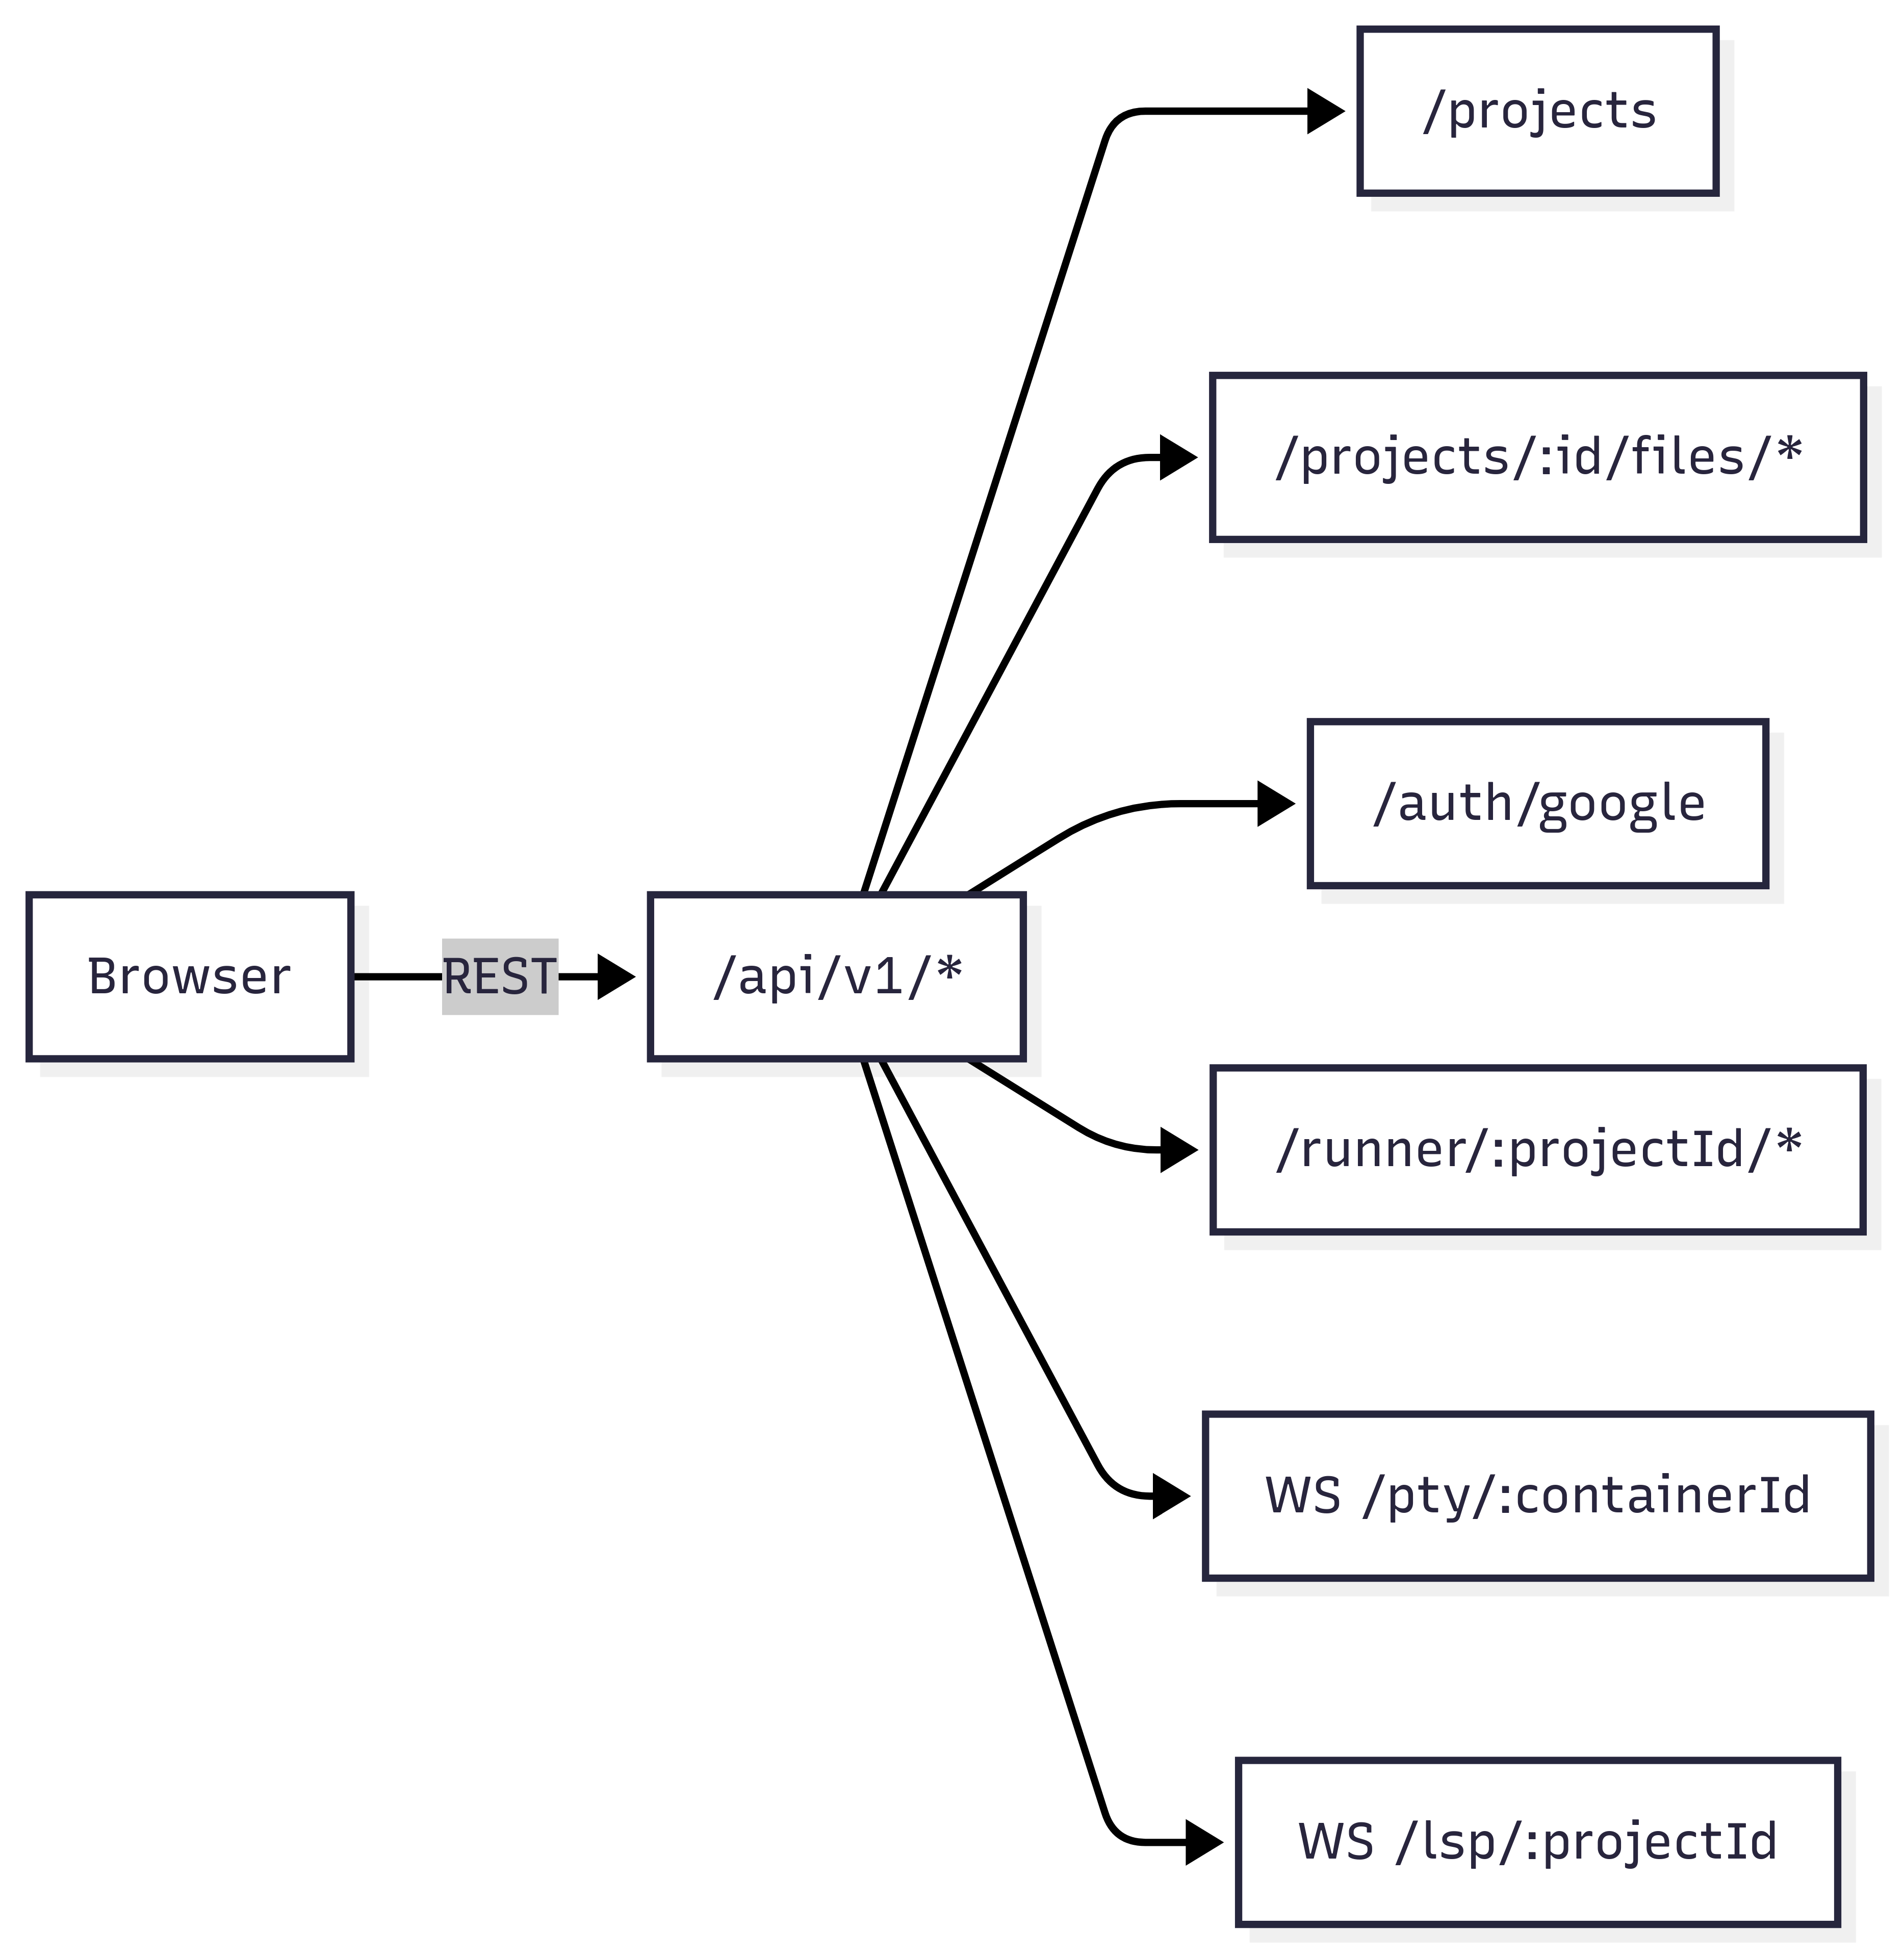 /projects
/projects/:id/files/*
/auth/google
Browser
REST
/api/v1/*
/runner/:projectId/*
WS /pty/:containerId
WS /lsp/:projectId